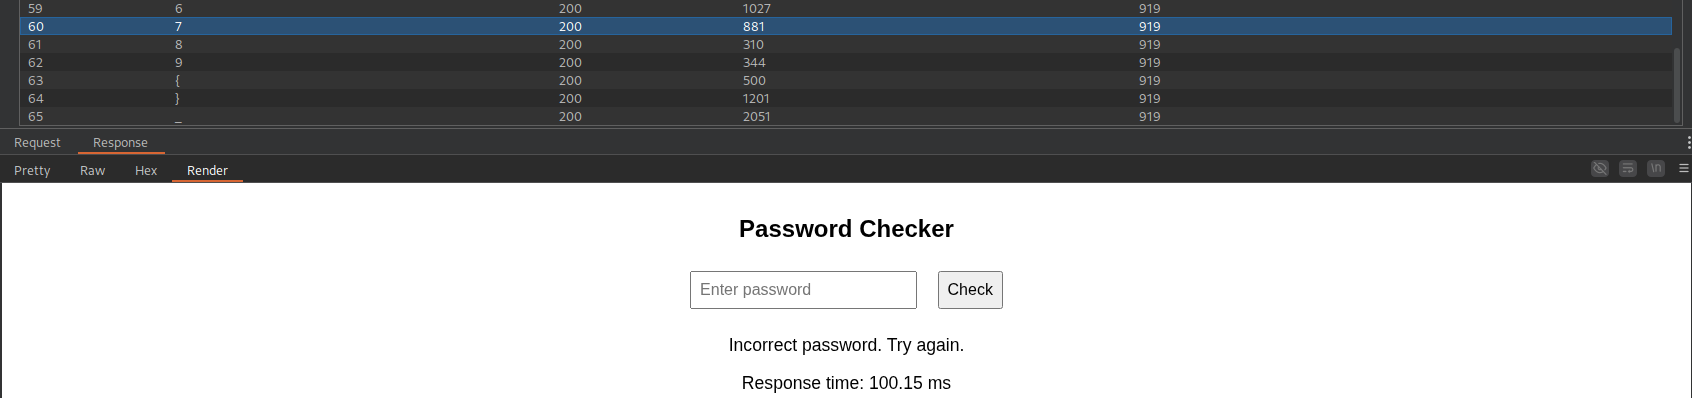 59 6 200 1027 919
60 7 200 881 919
61 8 200 310 919
62 9 200 344 919
63 { 200 500 919
64 } 200 1201 919
65 _ 200 2051 919
Request Response
Pretty Raw Hex Render \n
Password Checker
Enter password Check
Incorrect password. Try again.
Response time: 100.15 ms